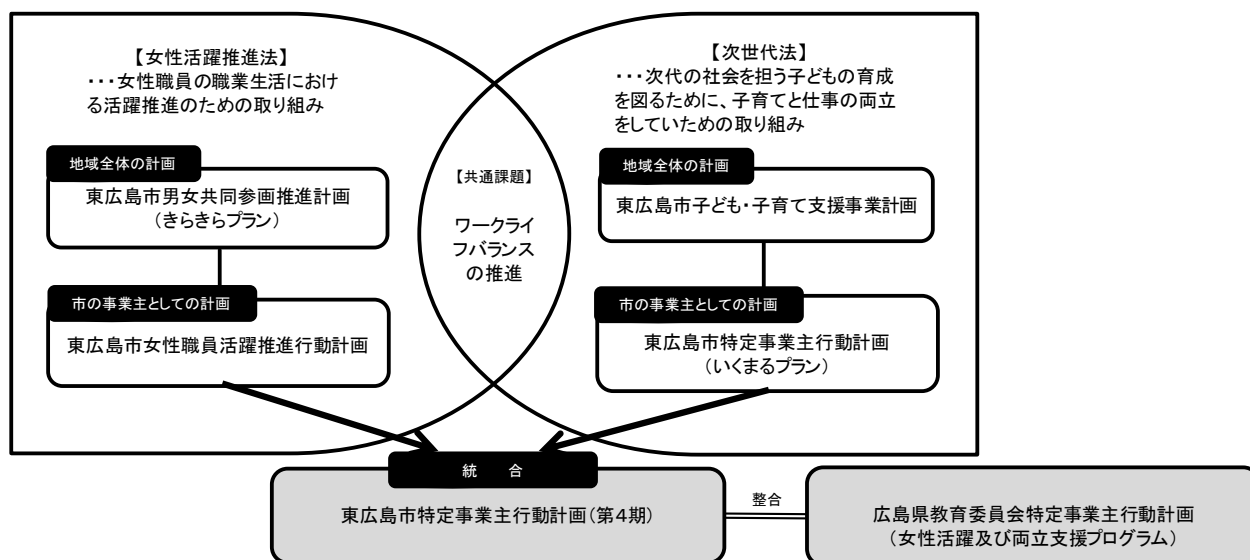 【女性活躍推進法】
・・・女性職員の職業生活におけ
る活躍推進のための取り組み
地域全体の計画
東広島市男女共同参画推進計画
（きらきらプラン）
市の事業主としての計画
東広島市女性職員活躍推進行動計画
【共通課題】
ワークライ
フバランス
の推進
【次世代法】
・・・次代の社会を担う子どもの育成
を図るために、子育てと仕事の両立
をしていための取り組み
地域全体の計画
東広島市子ども・子育て支援事業計画
市の事業主としての計画
東広島市特定事業主行動計画
（いくまるプラン）
統　合
東広島市特定事業主行動計画（第４期）
整合
広島県教育委員会特定事業主行動計画
（女性活躍及び両立支援プログラム）